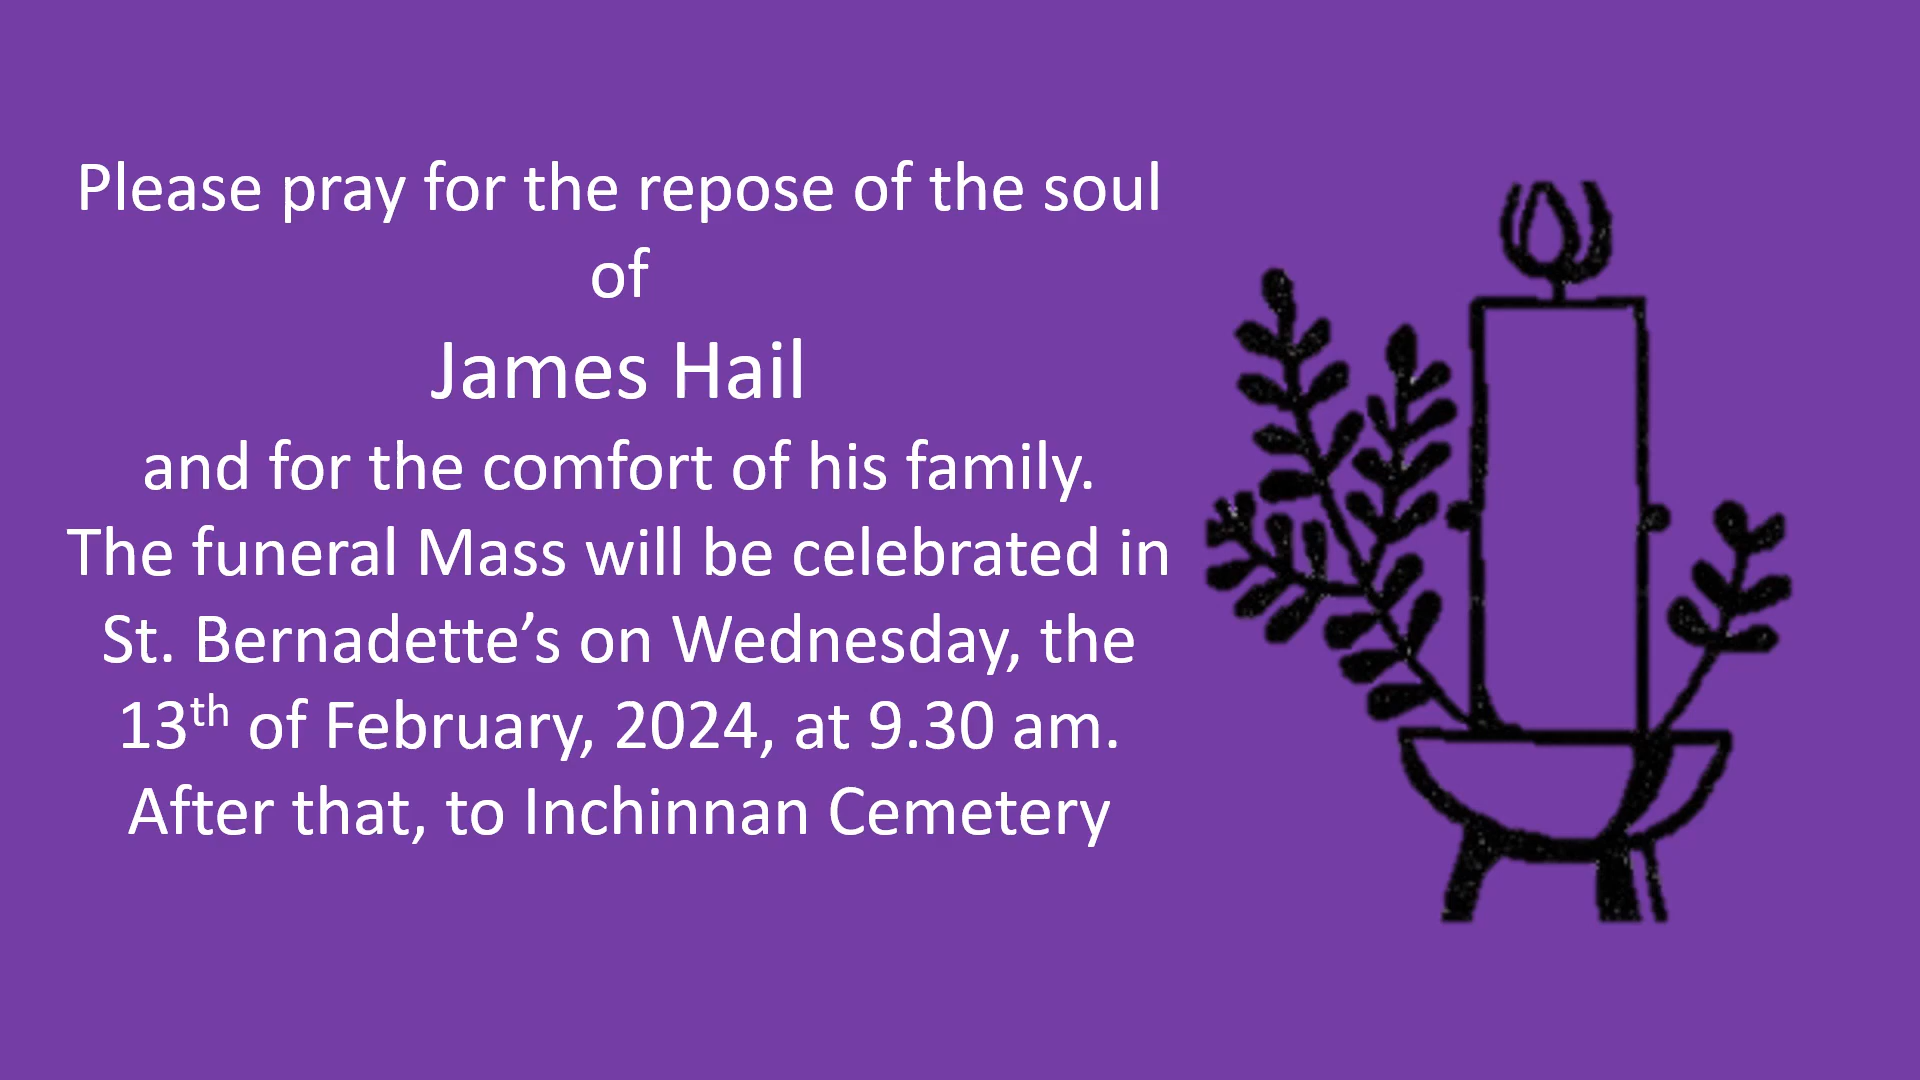 Please pray for the repose of the soul
of
James Hail
and for the comfort of his family.
The funeral Mass will be celebrated in
St. Bernadette’s on Wednesday, the
13th of February, 2024, at 9.30 am.
After that, to Inchinnan Cemetery